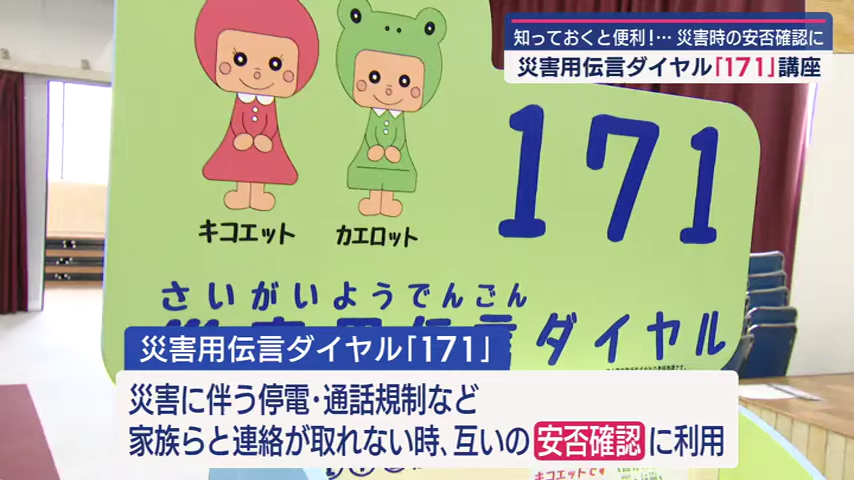 知っておくと便利!… 災害時の安否確認に
災害用伝言ダイヤル「171」講座
171
キコエット
カエロット
さいがいようでんごん
ダイヤル
災害用伝言ダイヤル「171」
災害に伴う停電・通話規制など
家族らと連絡が取れない時、互いの 安否確認 に利用
キコエットです